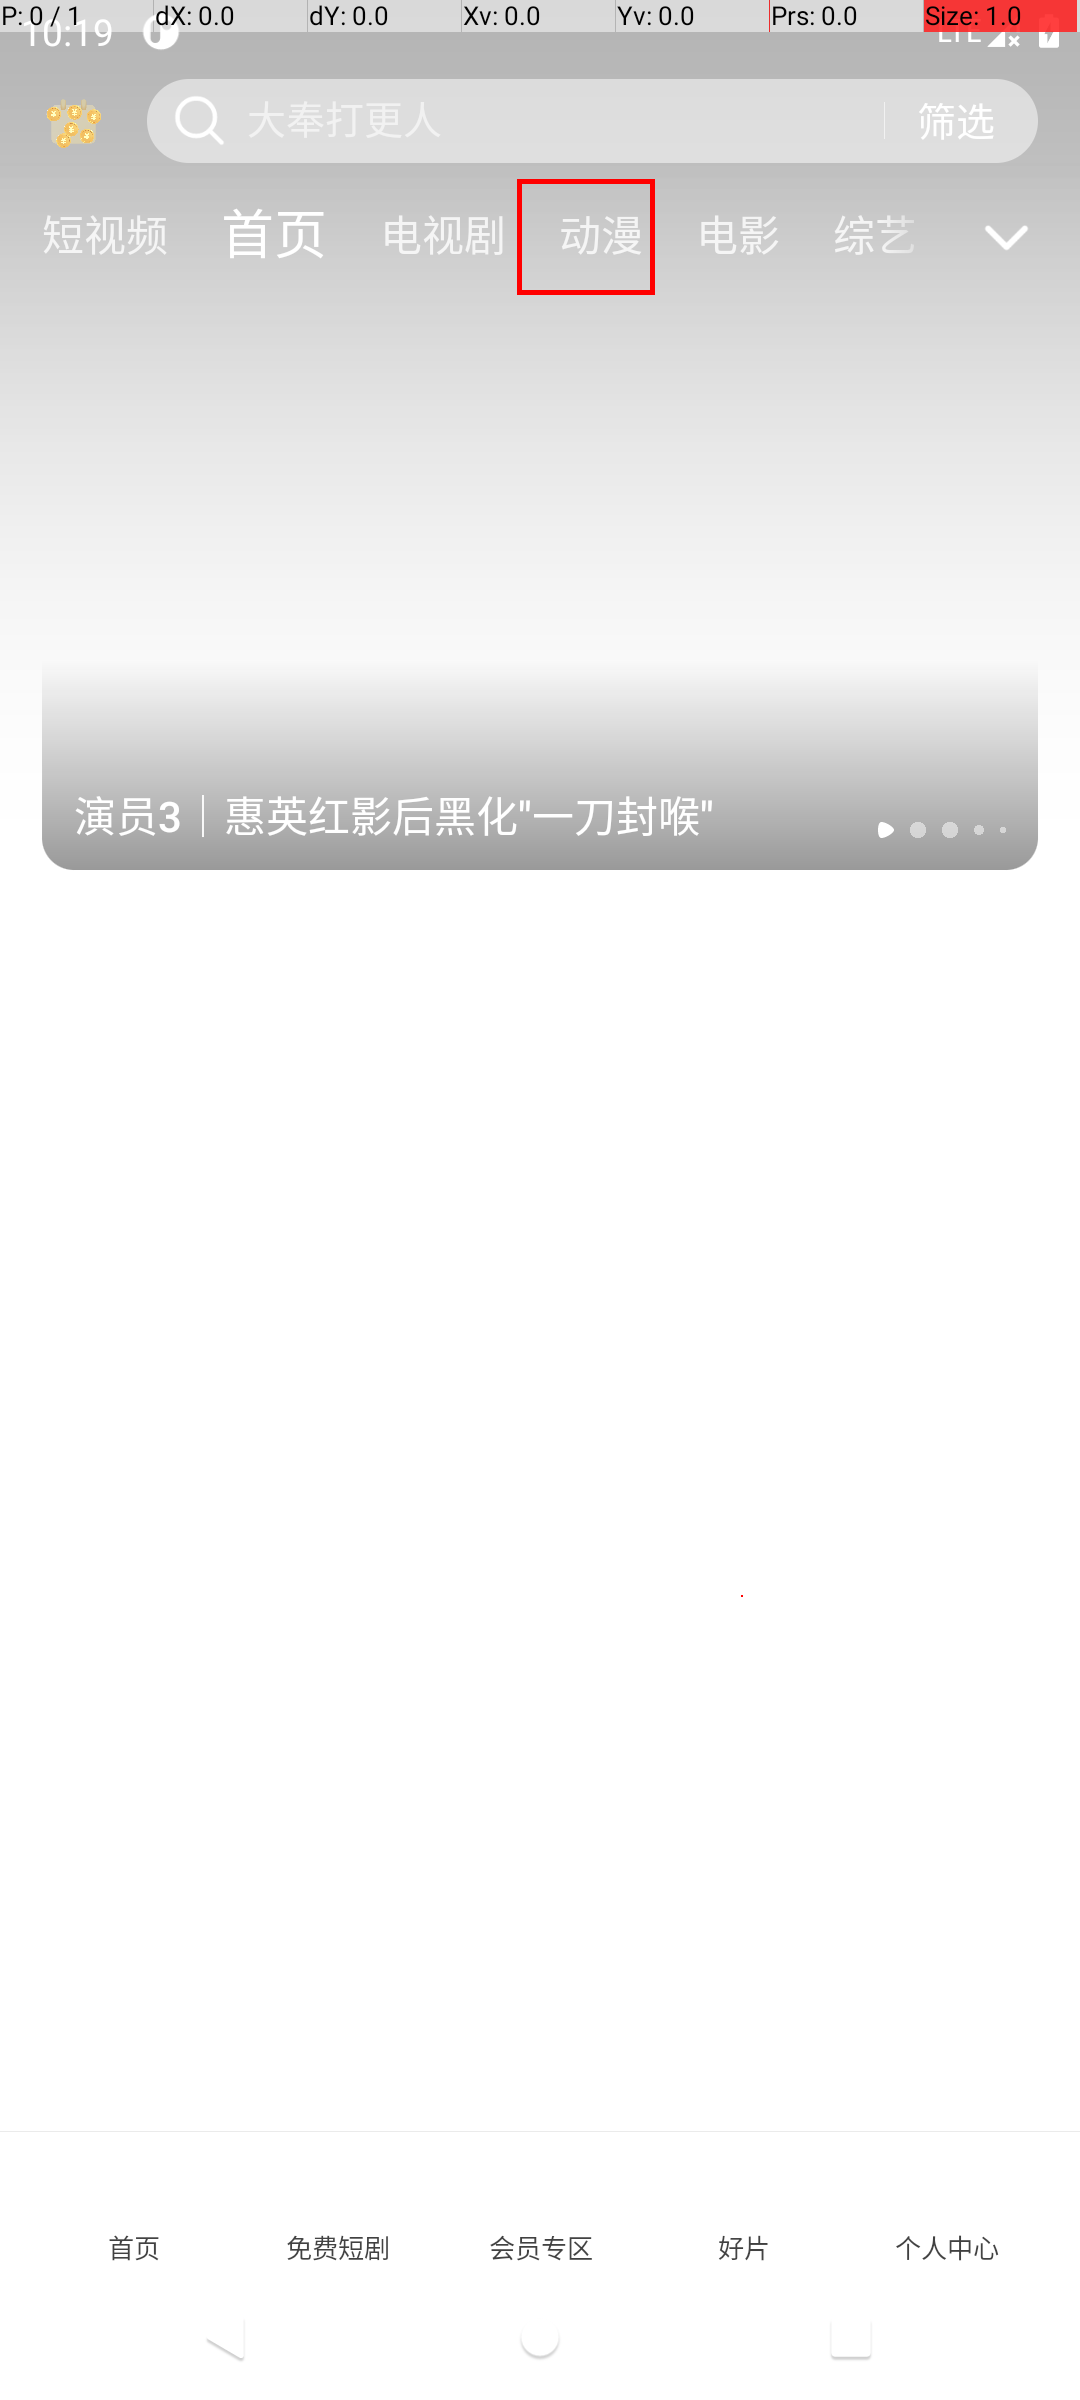 P: 0 / 1 dX: 0.0 dY: 0.0 Xv: 0.0 Yv: 0.0 Prs: 0.0 Size: 1.0
10:19 LTE
大奉打更人 筛选
短视频 首页 电视剧 动漫 电影 综艺
演员3 惠英红影后黑化"一刀封喉"
首页 免费短剧 会员专区 好片 个人中心